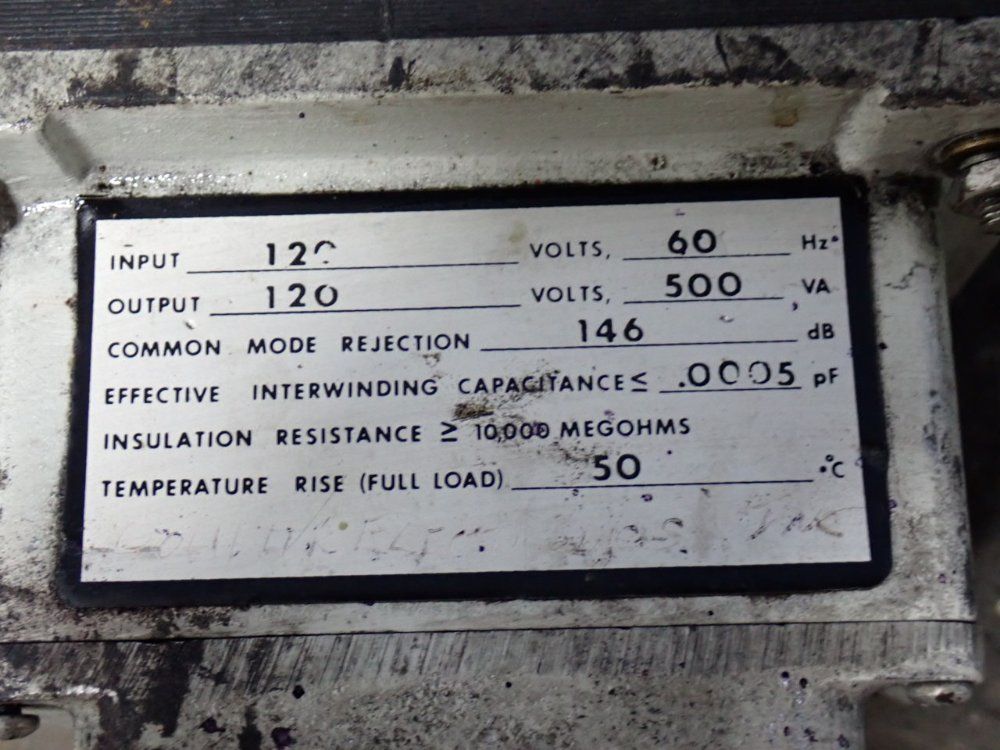 INPUT 120 VOLTS, 60 Hz.
OUTPUT 120 VOLTS, 500 VA
COMMON MODE REJECTION 146 dB
EFFECTIVE INTERWINDING CAPACITANCE ≤ .0005 pF
INSULATION RESISTANCE ≥ 10,000 MEGOHMS
TEMPERATURE RISE (FULL LOAD) 50 °C